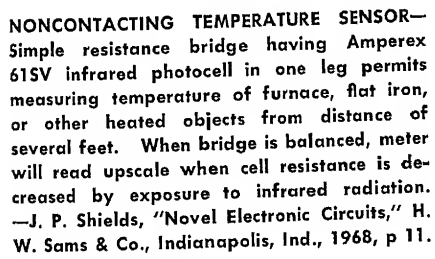 NONCONTACTING TEMPERATURE SENSOR—
Simple resistance bridge having Amperex
61SV infrared photocell in one leg permits
measuring temperature of furnace, flat iron,
or other heated objects from distance of
several feet. When bridge is balanced, meter
will read upscale when cell resistance is de-
creased by exposure to infrared radiation.
—J. P. Shields, "Novel Electronic Circuits," H.
W. Sams & Co., Indianapolis, Ind., 1968, p 11.